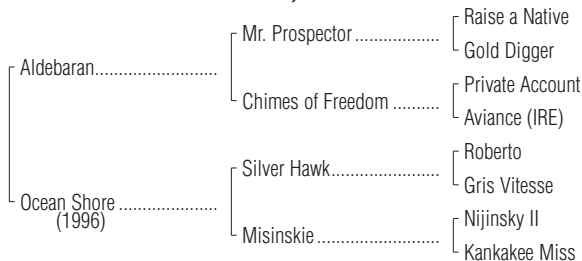 Raise a Native
Mr. Prospector ..................
Gold Digger
Aldebaran..........................
Private Account
Chimes of Freedom ..........
Aviance (IRE)
Roberto
Silver Hawk.......................
Gris Vitesse
Ocean Shore .....................
(1996)
Nijinsky II
Misinskie ..........................
Kankakee Miss